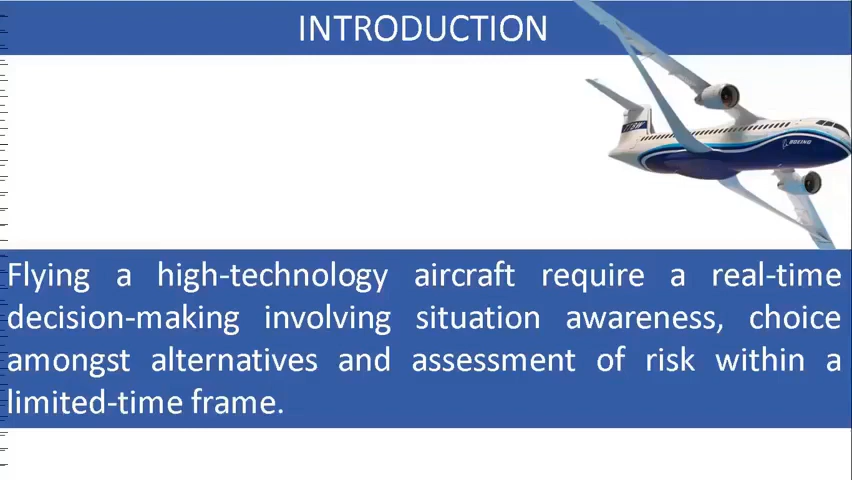 INTRODUCTION
BOEING
Flying a high-technology aircraft require a real-time
decision-making involving situation awareness, choice
amongst alternatives and assessment of risk within a
limited-time frame.